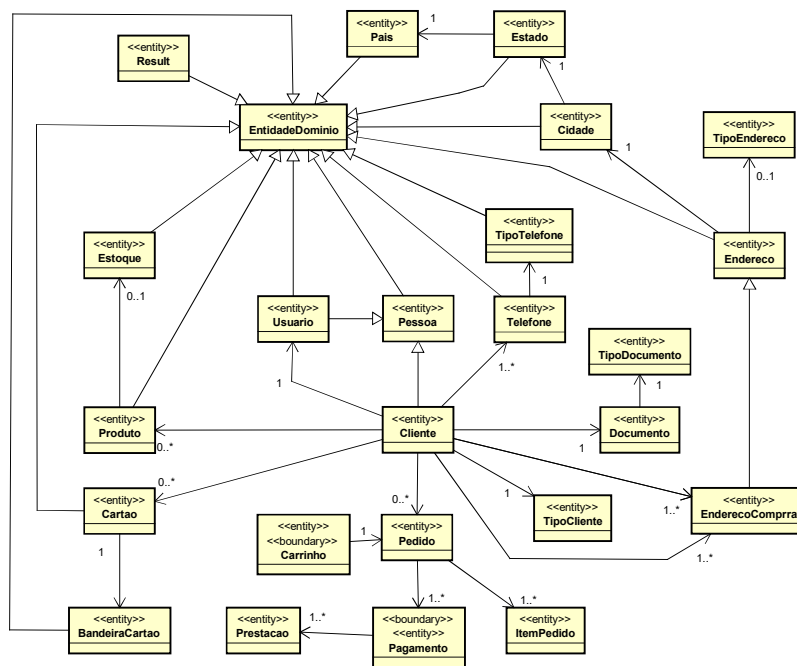 <<entity>>
Pais
1
<<entity>>
Estado
<<entity>>
Result
1
<<entity>>
EntidadeDominio
<<entity>>
Cidade
<<entity>>
TipoEndereco
1
0..1
<<entity>>
Estoque
<<entity>>
TipoTelefone
<<entity>>
Endereco
0..1
1
<<entity>>
Usuario
<<entity>>
Pessoa
<<entity>>
Telefone
<<entity>>
TipoDocumento
1..*
1
1
<<entity>>
Produto
0..*
<<entity>>
Cliente
1
<<entity>>
Documento
0..*
<<entity>>
Cartao
0..*
1
<<entity>>
TipoCliente
<<entity>>
EnderecoComprra
1..*
1..*
1
<<entity>>
<<boundary>>
Carrinho
1
<<entity>>
Pedido
1..*
1..*
<<entity>>
BandeiraCartao
<<entity>>
Prestacao
1..*
<<boundary>>
<<entity>>
Pagamento
<<entity>>
ItemPedido